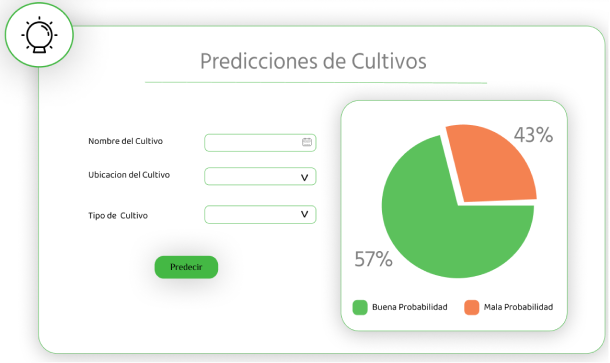 Predicciones de Cultivos
Nombre del Cultivo
Ubicacion del Cultivo
V
Tipo de Cultivo
V
Predecir
43%
57%
Buena Probabilidad
Mala Probabilidad